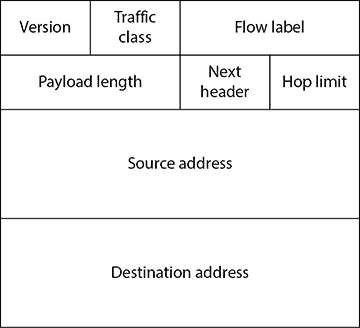 Version
Traffic
class
Flow label
Payload length
Next
header
Hop limit
Source address
Destination address